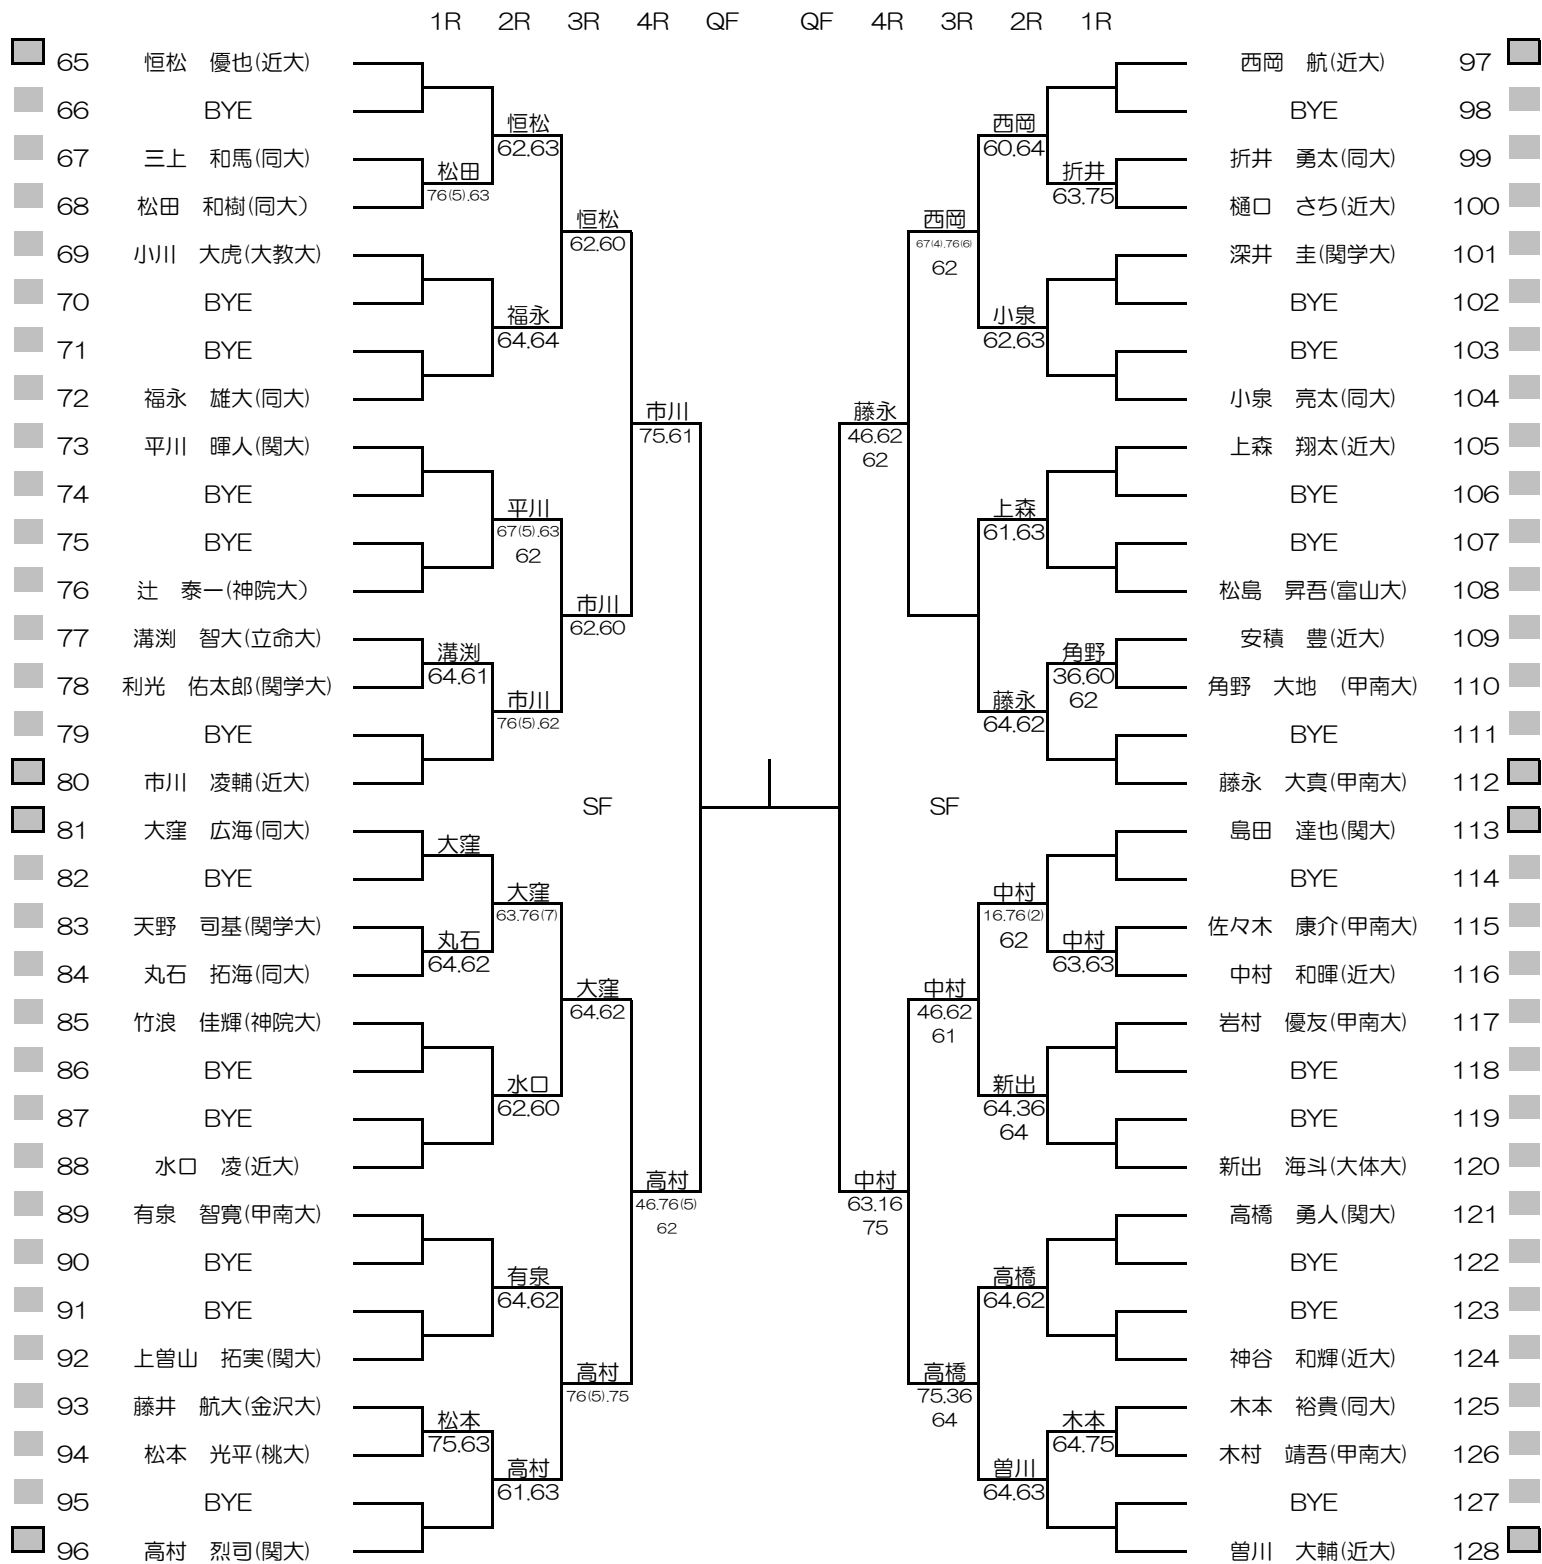 1R 2R 3R 4R QF QF 4R 3R 2R 1R
65 恒松 優也(近大)
66 BYE
67 三上 和馬(同大)
68 松田 和樹(同大)
69 小川 大虎(大教大)
70 BYE
71 BYE
72 福永 雄大(同大)
73 平川 暉人(関大)
74 BYE
75 BYE
76 辻 泰一(神院大)
77 溝渕 智大(立命大)
78 利光 佑太郎(関学大)
79 BYE
80 市川 凌輔(近大)
81 大窪 広海(同大)
82 BYE
83 天野 司基(関学大)
84 丸石 拓海(同大)
85 竹浪 佳輝(神院大)
86 BYE
87 BYE
88 水口 凌(近大)
89 有泉 智寛(甲南大)
90 BYE
91 BYE
92 上曽山 拓実(関大)
93 藤井 航大(金沢大)
94 松本 光平(桃大)
95 BYE
96 高村 烈司(関大)
松田
76(5).63
溝渕
64.61
大窪
丸石
64.62
松本
75.63
恒松
62.63
福永
64.64
平川
67(5).63
62
市川
76(5).62
大窪
63.76(7)
水口
62.60
有泉
64.62
高村
61.63
恒松
62.60
市川
62.60
SF
大窪
64.62
高村
76(5).75
市川
75.61
高村
46.76(5)
62
藤永
46.62
62
中村
63.16
75
西岡
67(4).76(6)
62
SF
中村
46.62
61
高橋
75.36
64
西岡
60.64
小泉
62.63
上森
61.63
藤永
64.62
中村
16.76(2)
62
新出
64.36
64
高橋
64.62
曽川
64.63
折井
63.75
角野
36.60
62
中村
63.63
木本
64.75
西岡 航(近大) 97
BYE 98
折井 勇太(同大) 99
樋口 さち(近大) 100
深井 圭(関学大) 101
BYE 102
BYE 103
小泉 亮太(同大) 104
上森 翔太(近大) 105
BYE 106
BYE 107
松島 昇吾(富山大) 108
安積 豊(近大) 109
角野 大地 (甲南大) 110
BYE 111
藤永 大真(甲南大) 112
島田 達也(関大) 113
BYE 114
佐々木 康介(甲南大) 115
中村 和暉(近大) 116
岩村 優友(甲南大) 117
BYE 118
BYE 119
新出 海斗(大体大) 120
高橋 勇人(関大) 121
BYE 122
BYE 123
神谷 和輝(近大) 124
木本 裕貴(同大) 125
木村 靖吾(甲南大) 126
BYE 127
曽川 大輔(近大) 128